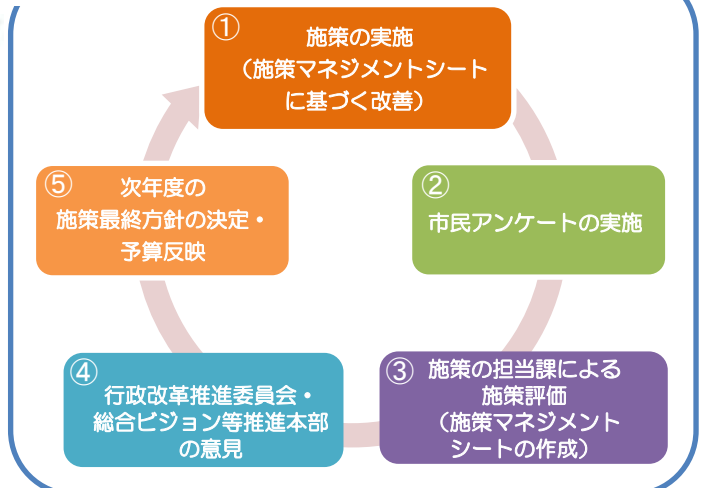 ①
施策の実施
（施策マネジメントシート
に基づく改善）
②
市民アンケートの実施
③
施策の担当課による
施策評価
（施策マネジメント
シートの作成）
④
行政改革推進委員会・
総合ビジョン等推進本部
の意見
⑤
次年度の
施策最終方針の決定・
予算反映